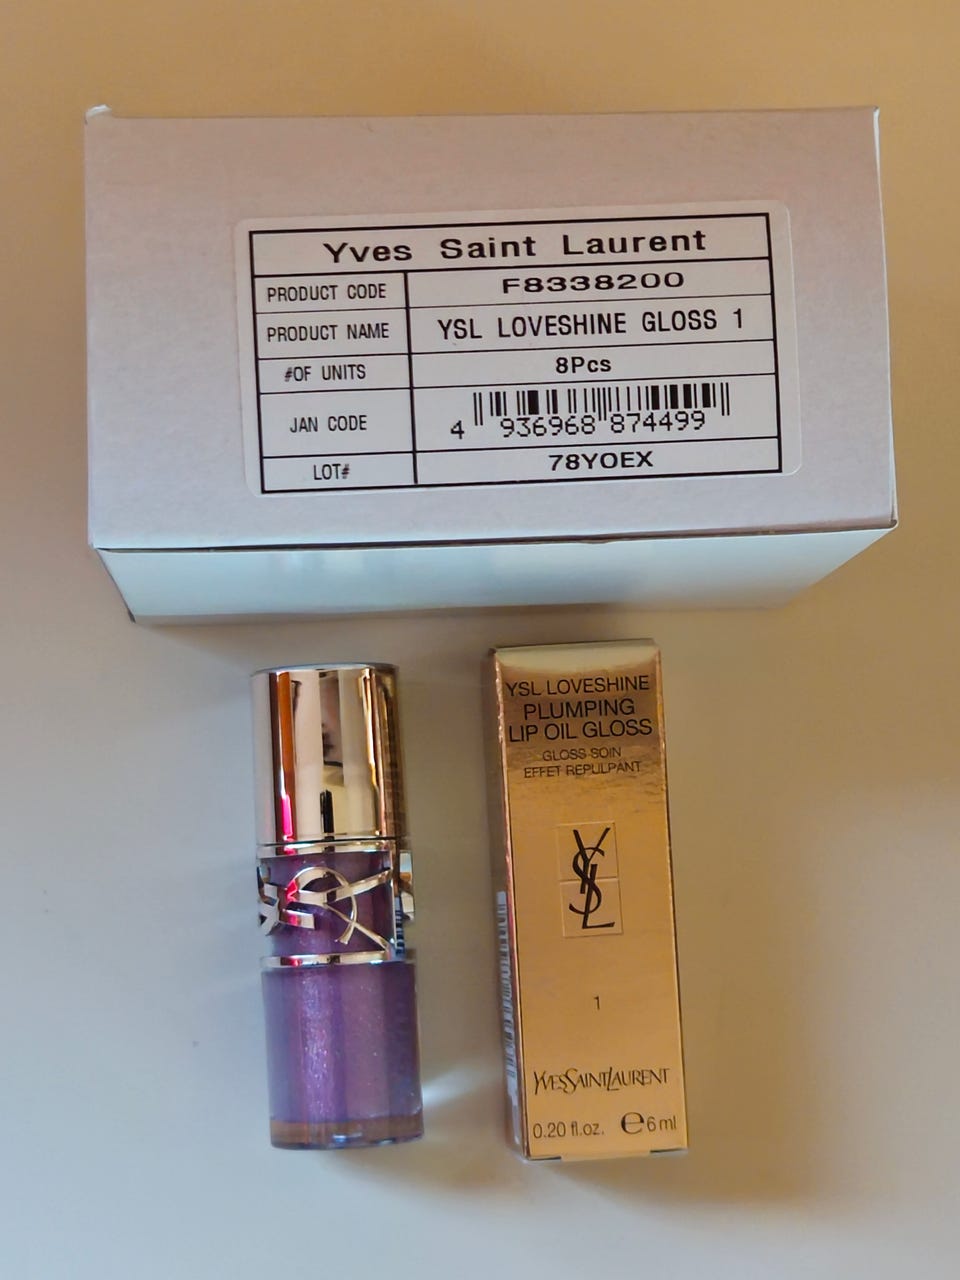 Yves Saint Laurent
PRODUCT CODE F8338200
PRODUCT NAME YSL LOVESHINE GLOSS 1
#OF UNITS 8Pcs
JAN CODE 4 936968 874499
LOT# 78YOEX
YSL LOVESHINE
PLUMPING
LIP OIL GLOSS
GLOSS SOIN
EFFET REPULPANT
YSL
1
YVESSAINTLAURENT
0.20 fl.oz. ℮ 6 ml